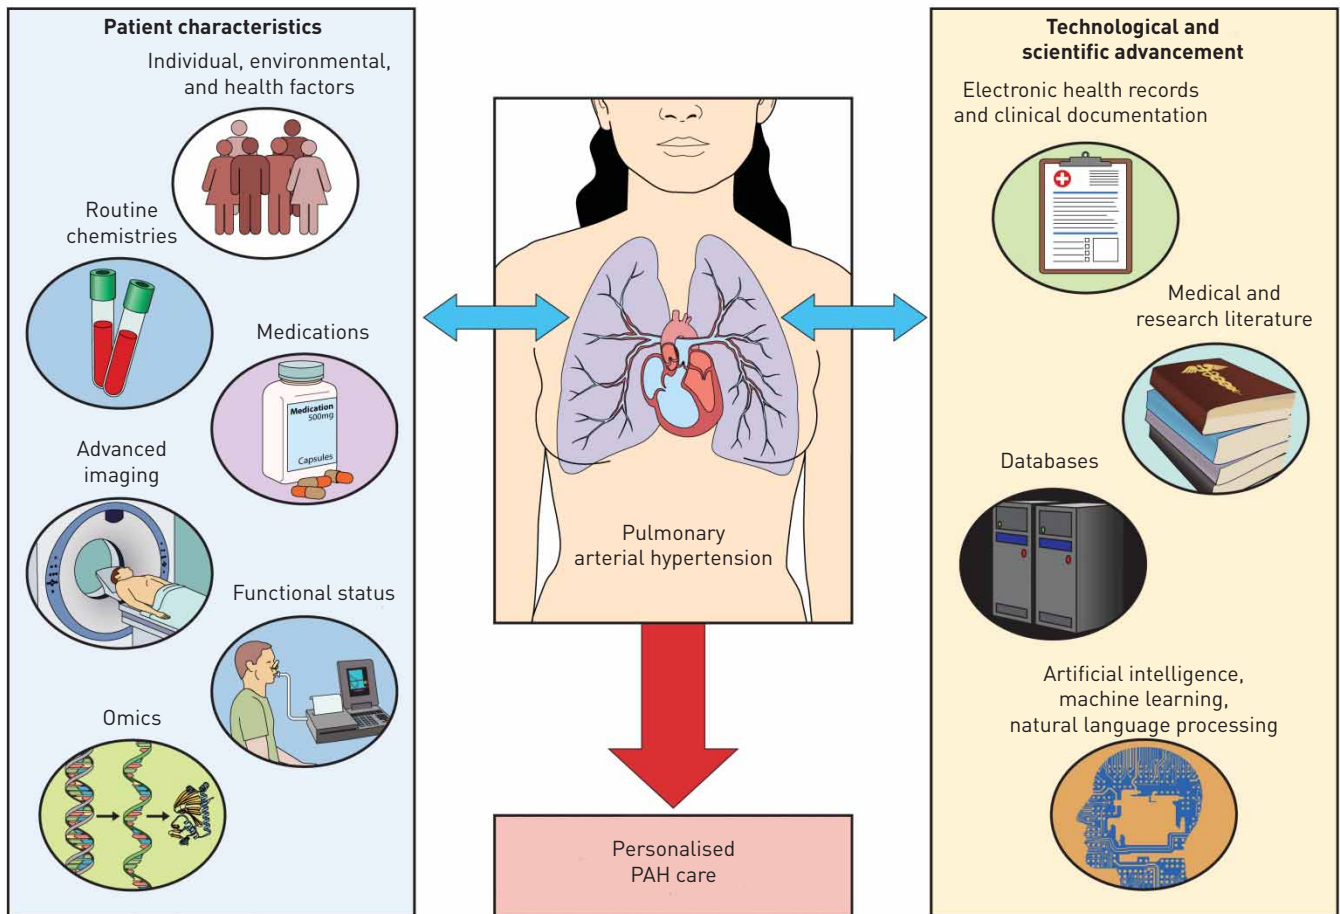 Patient characteristics
Individual, environmental,
and health factors
Routine
chemistries
Medications
Medication
500mg
Capsules
Advanced
imaging
Functional status
Omics
Pulmonary
arterial hypertension
Personalised
PAH care
Technological and
scientific advancement
Electronic health records
and clinical documentation
Medical and
research literature
Databases
Artificial intelligence,
machine learning,
natural language processing